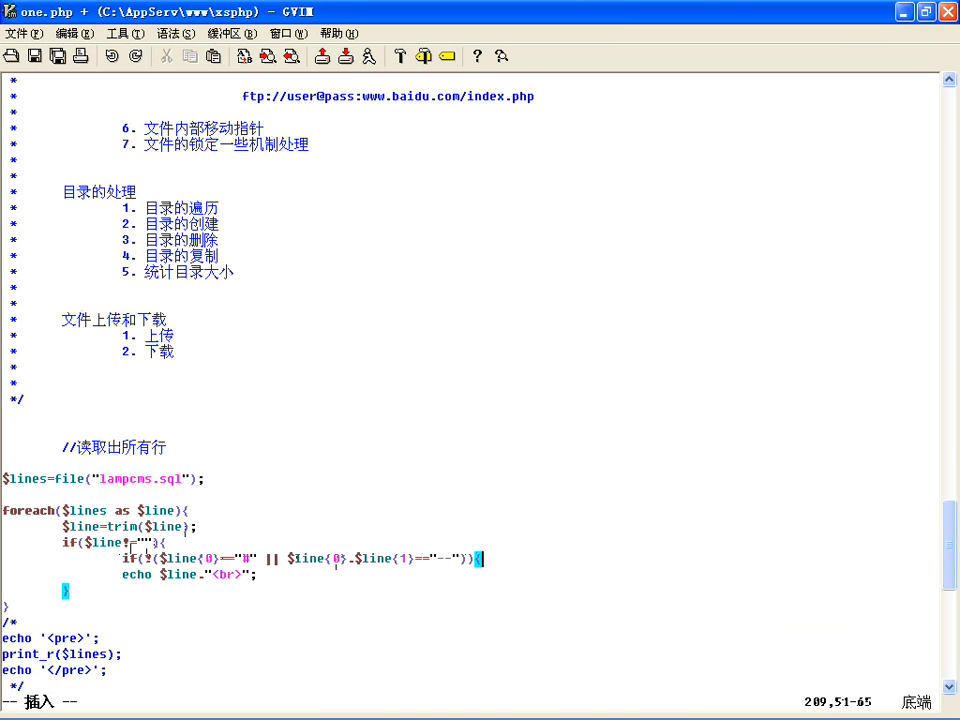 one.php + (C:\AppServ\www\xsphp) - GVIM
文件(F) 编辑(E) 工具(T) 语法(S) 缓冲区(B) 窗口(W) 帮助(H)
*
* ftp://user@pass:www.baidu.com/index.php
*
* 6. 文件内部移动指针
* 7. 文件的锁定一些机制处理
*
*
* 目录的处理
* 1. 目录的遍历
* 2. 目录的创建
* 3. 目录的删除
* 4. 目录的复制
* 5. 统计目录大小
*
*
* 文件上传和下载
* 1. 上传
* 2. 下载
*
*
*/
//读取出所有行
$lines=file("lampcms.sql");
foreach($lines as $line){
$line=trim($line);
if($line!=""){
if(!($line{0}=="#" || $line{0}.$line{1}=="--")){
echo $line."<br>";
}
}
/*
echo '<pre>';
print_r($lines);
echo '</pre>';
*/
-- 插入 -- 209,51-65 底端